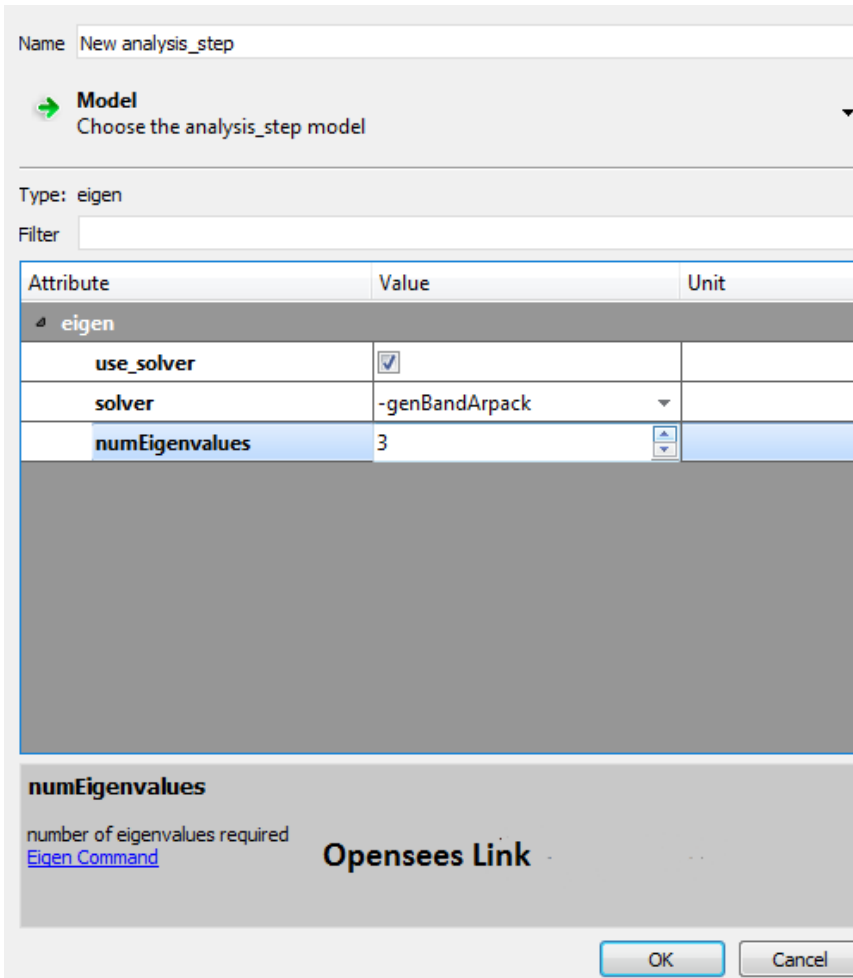 Name New analysis_step
Model
Choose the analysis_step model
Type: eigen
Filter
Attribute Value Unit
eigen
use_solver
solver -genBandArpack
numEigenvalues 3
numEigenvalues
number of eigenvalues required
Eigen Command
Opensees Link
OK Cancel